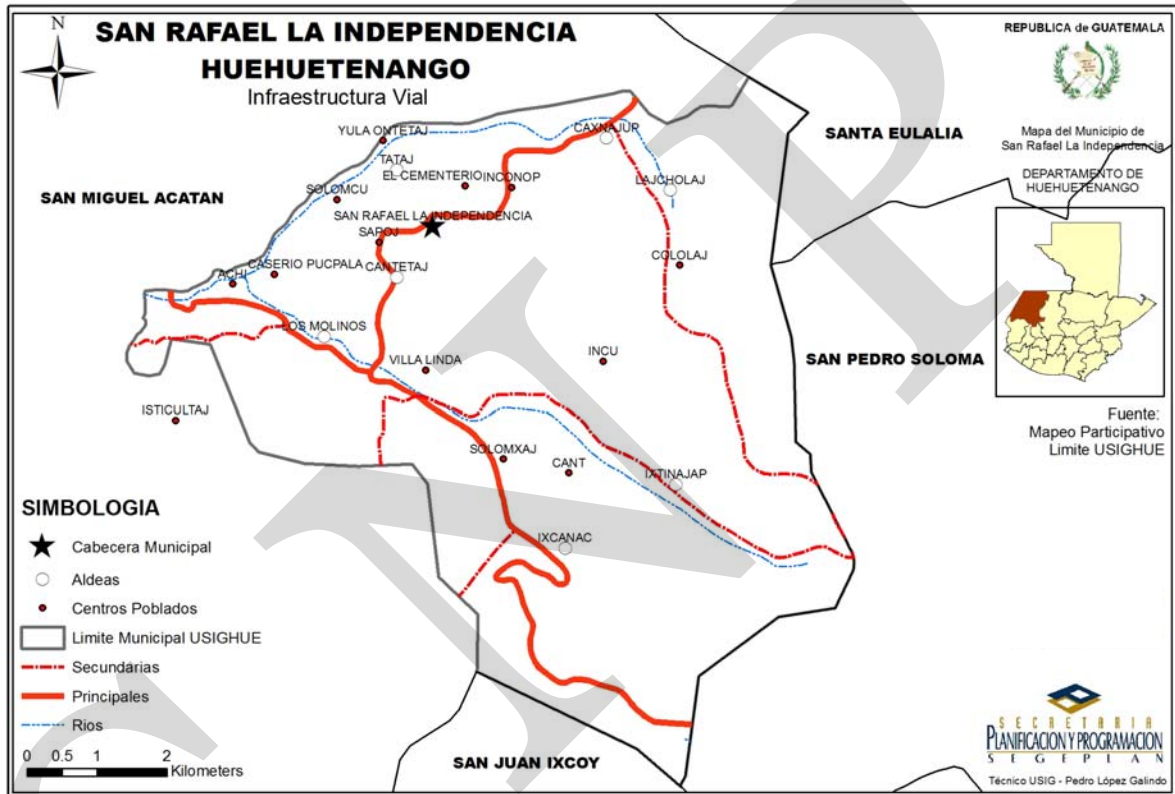 N
SAN RAFAEL LA INDEPENDENCIA
HUEHUETENANGO
Infraestructura Vial
REPUBLICA de GUATEMALA
Mapa del Municipio de
San Rafael La Independencia
DEPARTAMENTO DE
HUEHUETENANGO
SANTA EULALIA
SAN MIGUEL ACATAN
SAN PEDRO SOLOMA
SAN JUAN IXCOY
YULA ONTETAJ
CAXNAJUP
TATAJ
EL CEMENTERIO
INCONOP
LAJCHOLAJ
SOLOMCU
SAN RAFAEL LA INDEPENDENCIA
SAPOJ
COLOLAJ
CASERIO PUCPALA
ACHI
CANTETAJ
LOS MOLINOS
VILLA LINDA
INCU
ISTICULTAJ
SOLOMXAJ
CANT
IXTINAJAP
IXCANAC
Fuente:
Mapeo Participativo
Limite USIGHUE
SIMBOLOGIA
Cabecera Municipal
Aldeas
Centros Poblados
Limite Municipal USIGHUE
Secundárias
Principales
Rios
0 0.5 1 2
Kilometers
SECRETARIA
PLANIFICACION Y PROGRAMACION
SEGEPLAN
Técnico USIG - Pedro López Galindo